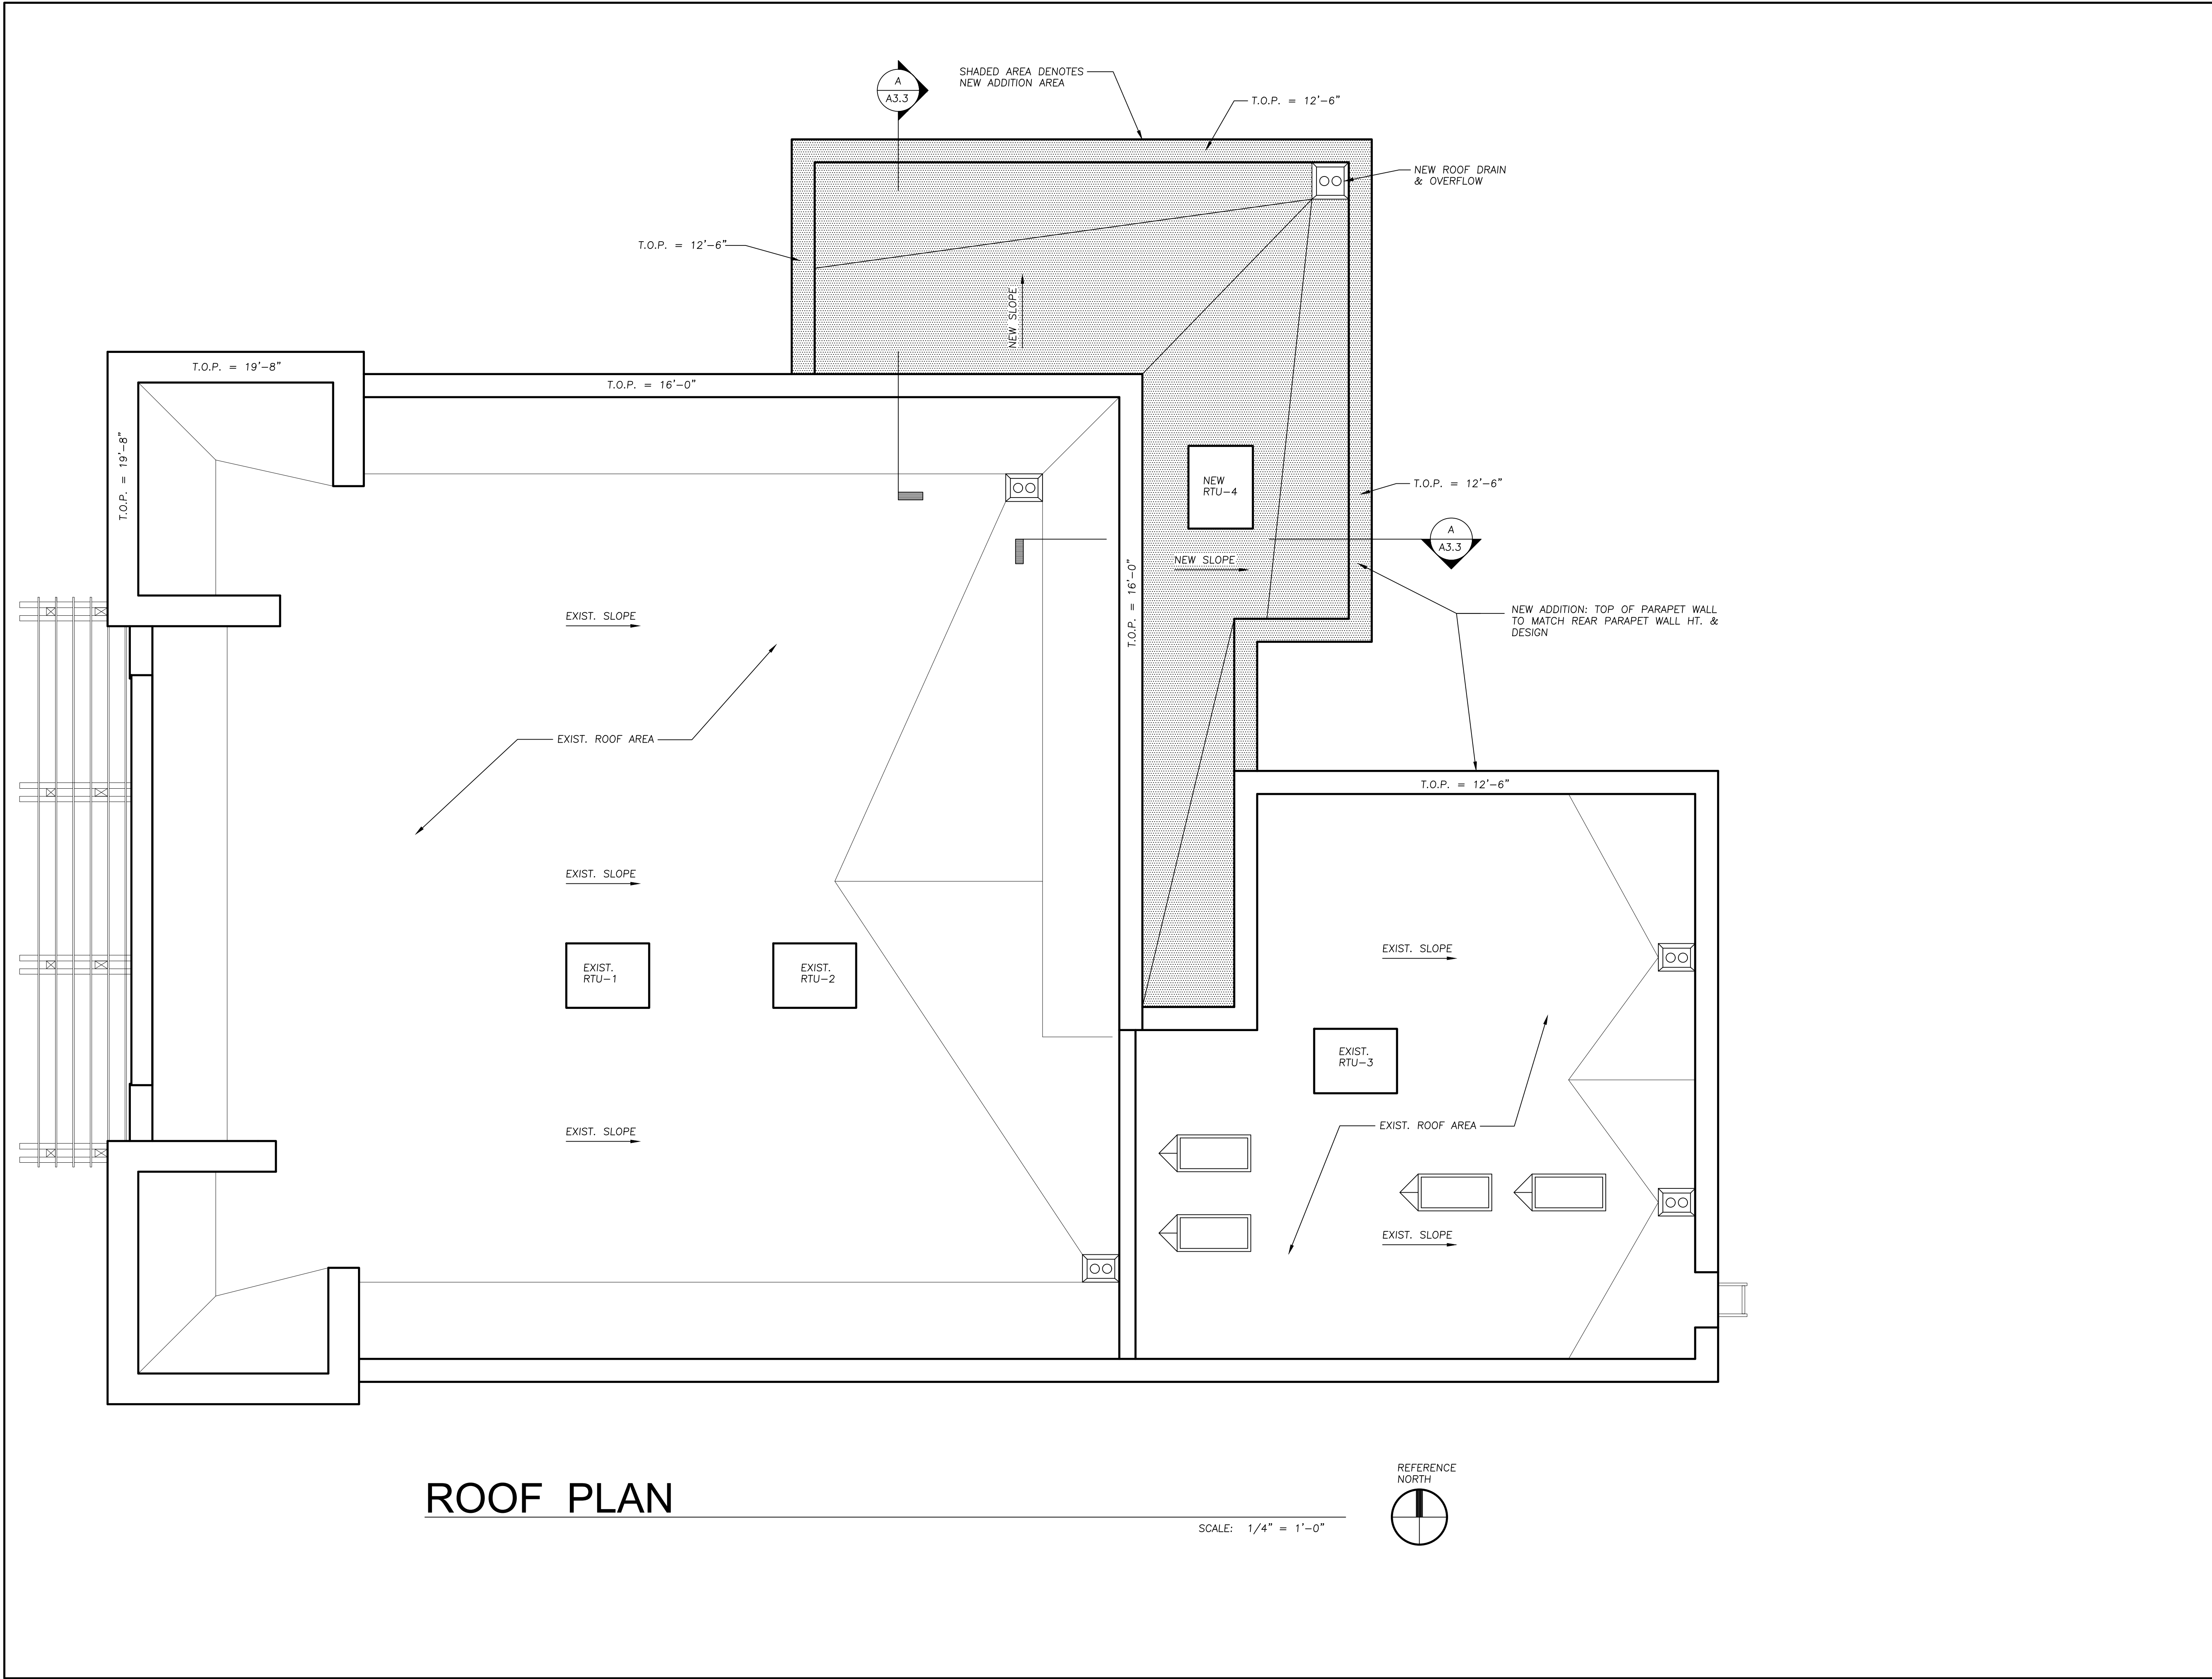 A
A3.3
SHADED AREA DENOTES
NEW ADDITION AREA
T.O.P. = 12'-6"
NEW ROOF DRAIN
& OVERFLOW
T.O.P. = 12'-6"
NEW SLOPE
T.O.P. = 19'-8"
T.O.P. = 16'-0"
T.O.P. = 19'-8"
NEW
RTU-4
T.O.P. = 12'-6"
A
A3.3
NEW SLOPE
T.O.P. = 16'-0"
EXIST. SLOPE
NEW ADDITION: TOP OF PARAPET WALL
TO MATCH REAR PARAPET WALL HT. &
DESIGN
EXIST. ROOF AREA
T.O.P. = 12'-6"
EXIST. SLOPE
EXIST. SLOPE
EXIST.
RTU-1
EXIST.
RTU-2
EXIST.
RTU-3
EXIST. ROOF AREA
EXIST. SLOPE
EXIST. SLOPE
ROOF PLAN
SCALE: 1/4" = 1'-0"
REFERENCE
NORTH